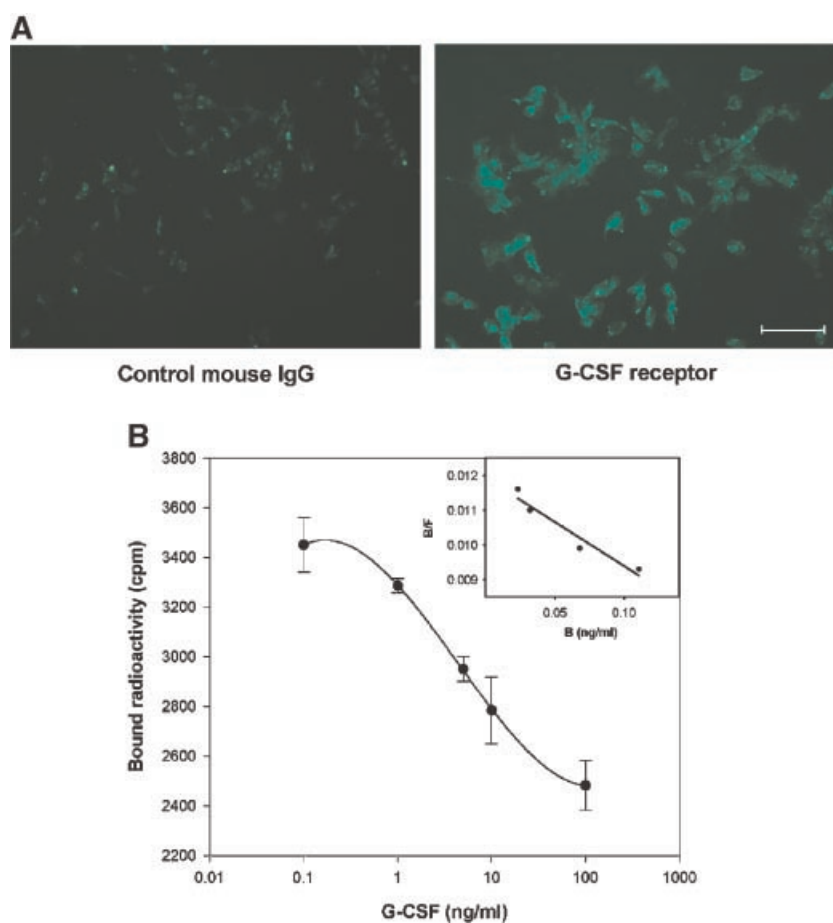 A
Control mouse IgG
G-CSF receptor
B
3800
3600
3400
3200
3000
2800
2600
2400
2200
Bound radioactivity (cpm)
0.01
0.1
1
10
100
1000
G-CSF (ng/ml)
0.012
0.011
0.010
0.009
B/F
0.05
0.10
B (ng/ml)